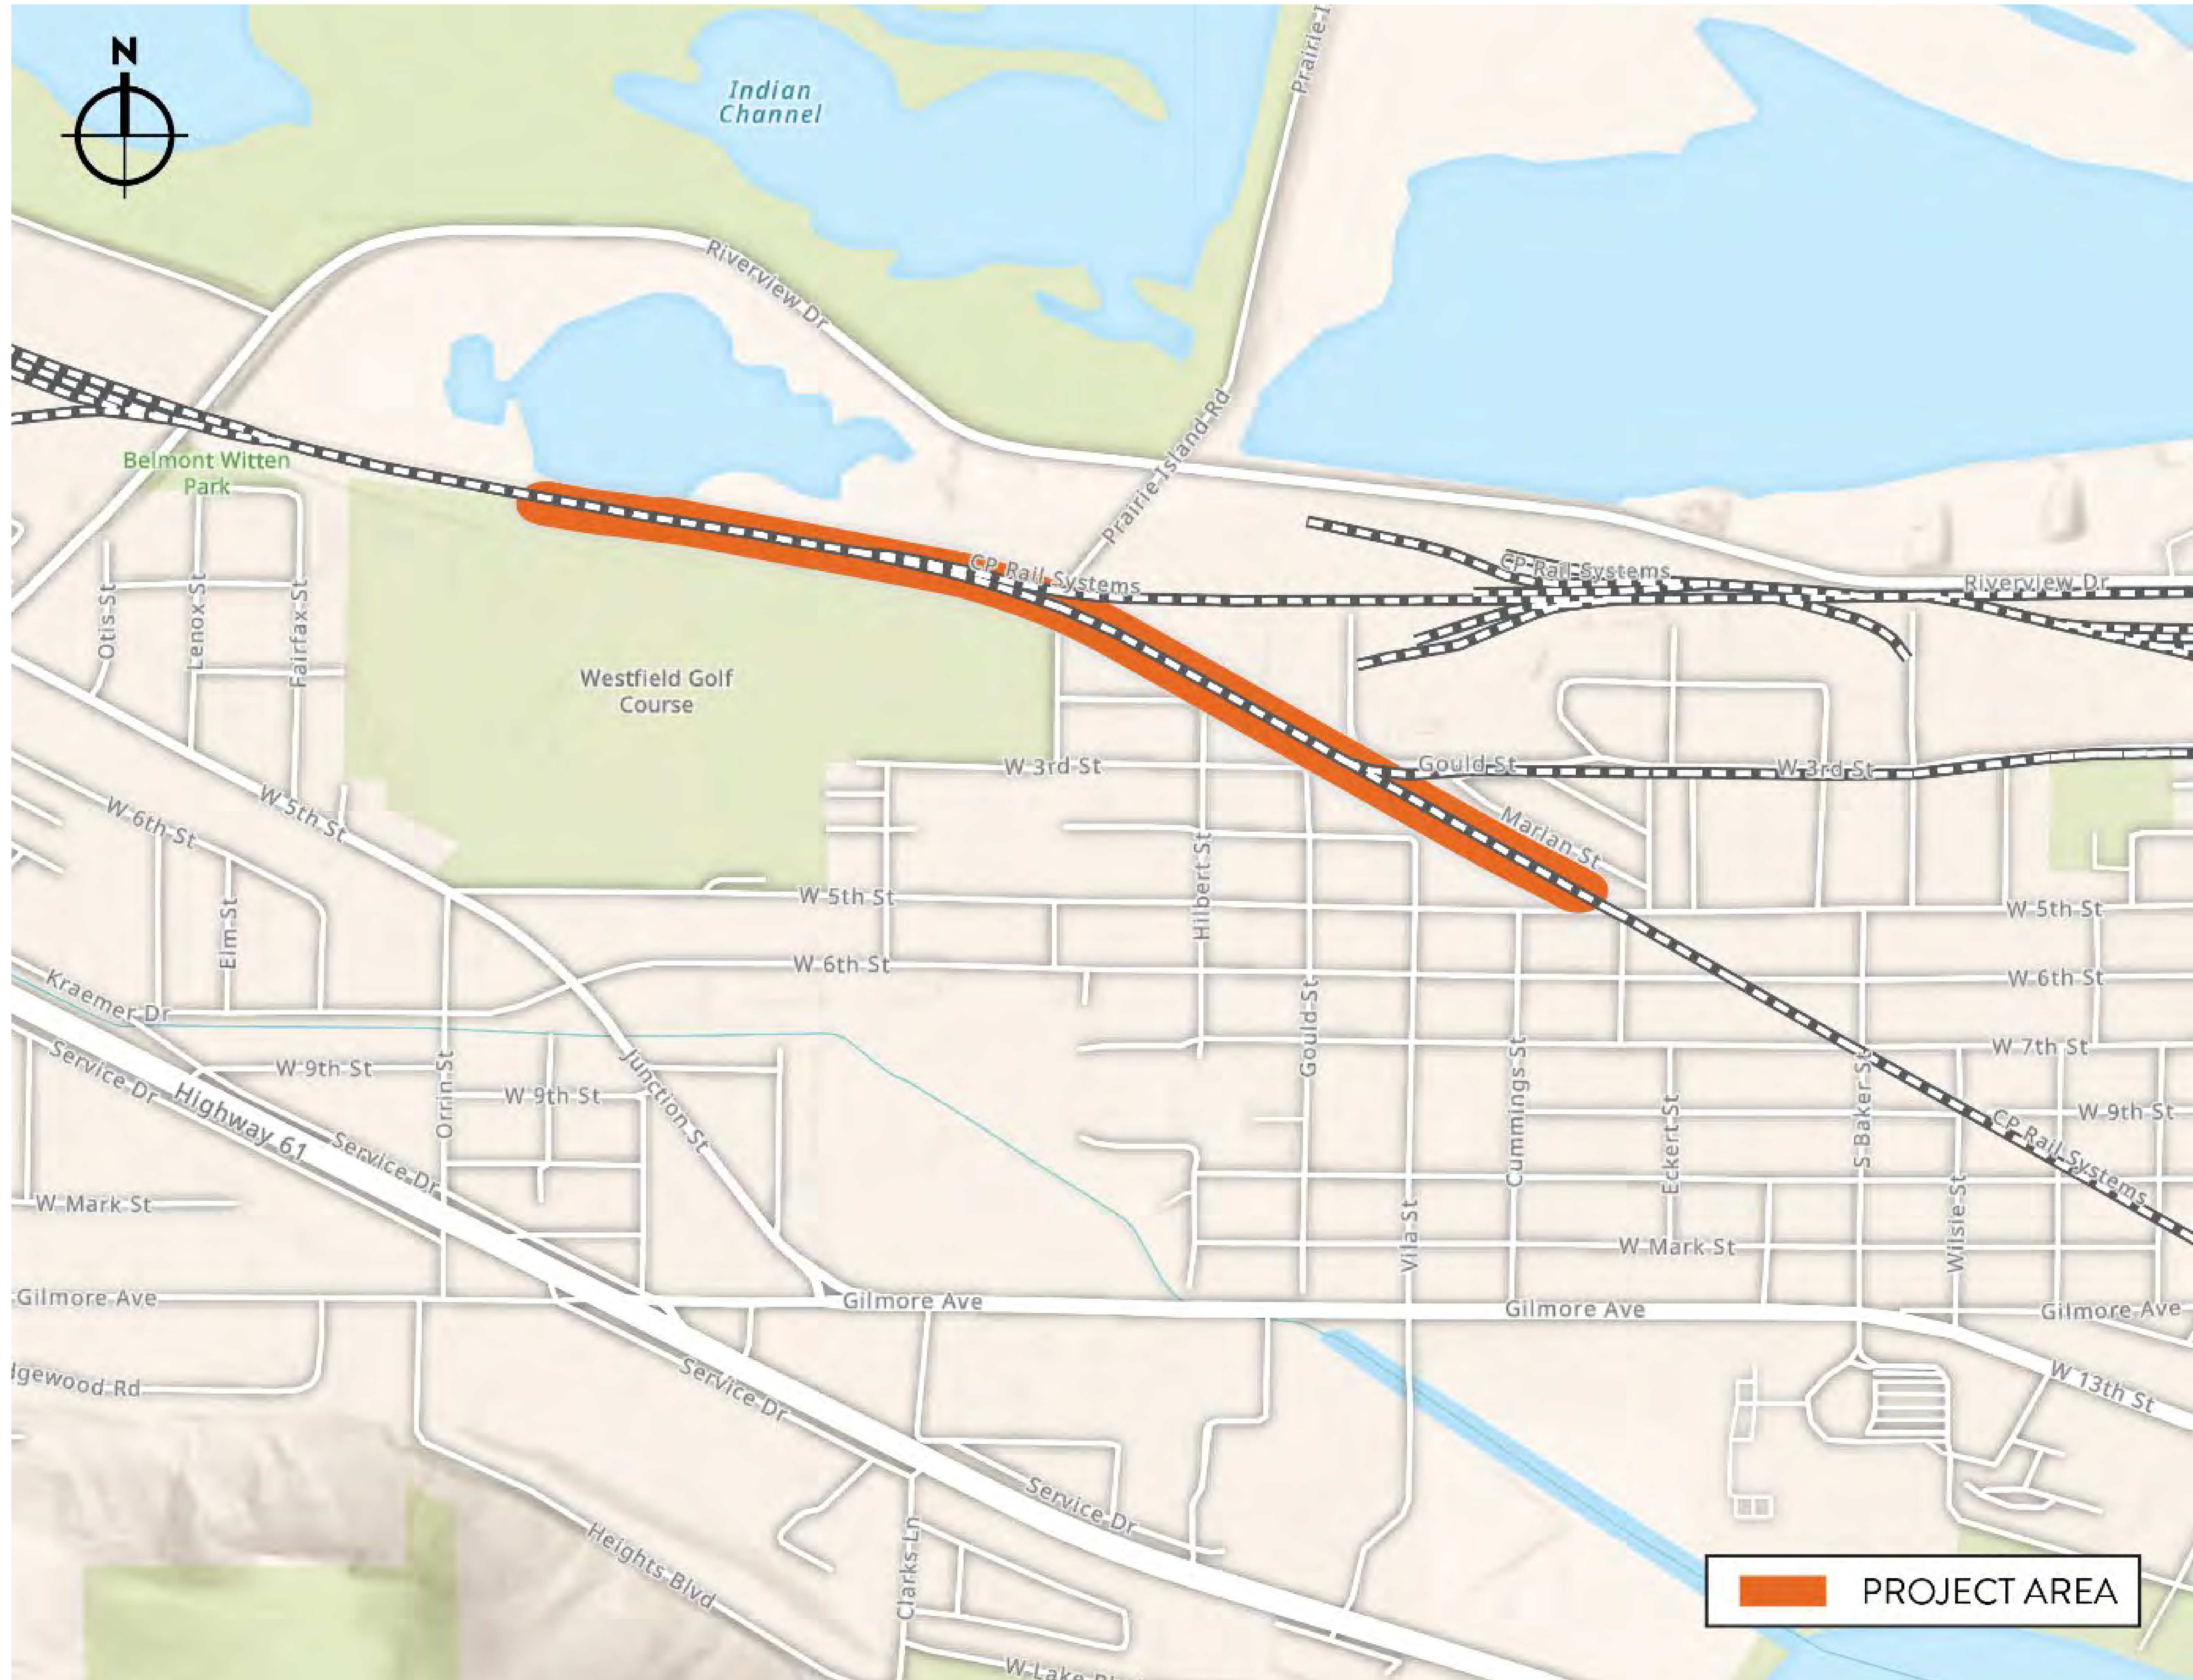 N
Indian
Channel
Prairie I
Riverview Dr
Prairie Island Rd
Belmont Witten
Park
CP Rail Systems
CP Rail Systems
Riverview Dr
Otis St
Lenox St
Fairfax St
Westfield Golf
Course
W 3rd St
Gould St
W 3rd St
W 5th St
W 6th St
Marian St
Hilbert St
W 5th St
W 5th St
Elm St
W 6th St
W 6th St
Kraemer Dr
Gould St
W 7th St
Service Dr
W 9th St
Orrin St
W 9th St
Junction St
Cummings St
Eckert St
S Baker St
W 9th St
CP Rail Systems
Highway 61
Service Dr
W Mark St
Vila St
W Mark St
Wilsie St
Gilmore Ave
Gilmore Ave
Gilmore Ave
Gilmore Ave
dgewood Rd
Service Dr
W 13th St
Service Dr
Heights Blvd
Clarks Ln
PROJECT AREA
W Lake